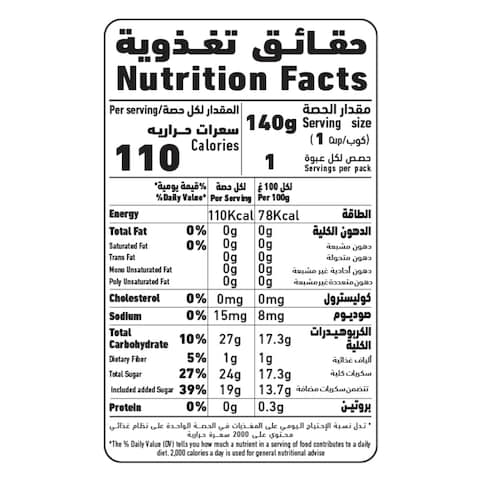 حقائق تغذوية
Nutrition Facts
Per serving/المقدار لكل حصة
سعرات حرارية
Calories
110
مقدار الحصة
Serving size
140g
(كوب/Cup 1)
حصص لكل عبوة
Servings per pack
1
%قيمة يومية*
%Daily Value*
لكل حصة
Per Serving
لكل 100 غ
Per 100g
Energy 110Kcal 78Kcal الطاقة
Total Fat 0% 0g 0g الدهون الكلية
Saturated Fat 0% 0g 0g دهون مشبعة
Trans Fat 0g 0g دهون متحولة
Mono Unsaturated Fat 0g 0g دهون أحادية غير مشبعة
Poly Unsaturated Fat 0g 0g دهون متعددة غير مشبعة
Cholesterol 0% 0mg 0mg كوليسترول
Sodium 0% 15mg 8mg صوديوم
Total Carbohydrate 10% 27g 17.3g الكربوهيدرات الكلية
Dietary Fiber 5% 1g 1g ألياف غذائية
Total Sugar 27% 24g 17.3g سكريات كلية
Included added Sugar 39% 19g 13.7g تتضمن سكريات مضافة
Protein 0% 0g 0.3g بروتين
* تدل نسبة الإحتياج اليومي على المغذيات في الحصة الواحدة على نظام غذائي
محتوي على 2000 سعرة حرارية
*The % Daily Value (DV) tells you how much a nutrient in a serving of food contributes to a daily
diet. 2,000 calories a day is used for general nutritional advise